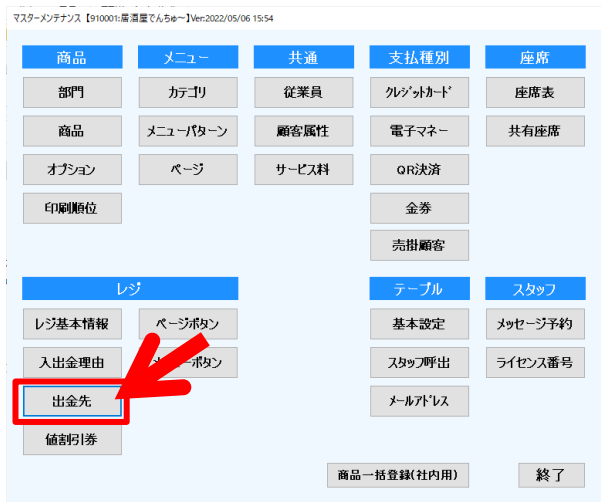 マスターメンテナンス【910001:居酒屋でんちゅ～】Ver:2022/05/06 15:54
商品 メニュー 共通 支払種別 座席
部門 カテゴリ 従業員 クレジットカード 座席表
商品 メニューパターン 顧客属性 電子マネー 共有座席
オプション ページ サービス料 QR決済
印刷順位 金券
売掛顧客
レジ テーブル スタッフ
レジ基本情報 ページボタン 基本設定 メッセージ予約
入出金理由 ーボタン スタッフ呼出 ライセンス番号
出金先 メールアドレス
値割引券
商品一括登録(社内用) 終了